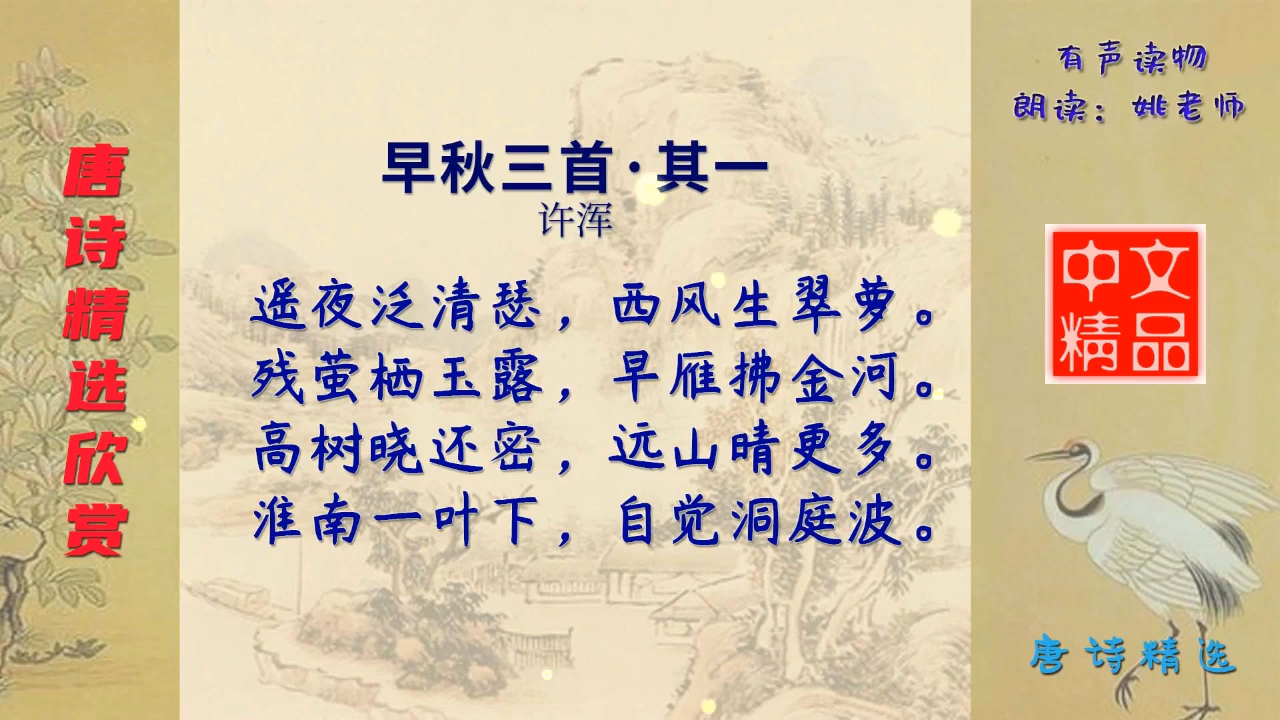 唐诗精选欣赏
早秋三首·其一
许浑
遥夜泛清瑟，西风生翠萝。
残萤栖玉露，早雁拂金河。
高树晓还密，远山晴更多。
淮南一叶下，自觉洞庭波。
有声读物
朗读：姚老师
中文
精品
唐诗精选